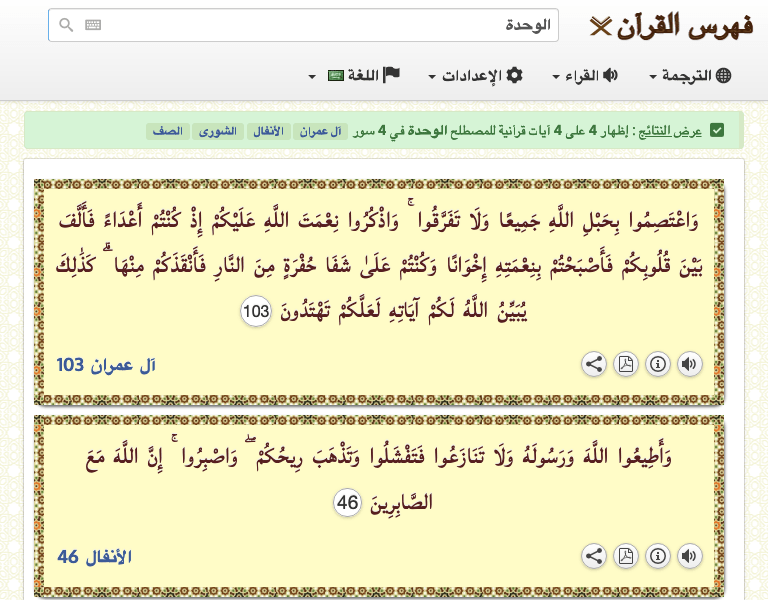 فهرس القرآن
الوحدة
الترجمة القراء الإعدادات اللغة
عرض النتائج : إظهار 4 على 4 آيات قرآنية للمصطلح الوحدة في 4 سور آل عمران الأنفال الشورى الصف
وَاعْتَصِمُوا بِحَبْلِ اللَّهِ جَمِيعًا وَلَا تَفَرَّقُوا ۚ وَاذْكُرُوا نِعْمَتَ اللَّهِ عَلَيْكُمْ إِذْ كُنْتُمْ أَعْدَاءً فَأَلَّفَ
بَيْنَ قُلُوبِكُمْ فَأَصْبَحْتُمْ بِنِعْمَتِهِ إِخْوَانًا وَكُنْتُمْ عَلَىٰ شَفَا حُفْرَةٍ مِنَ النَّارِ فَأَنْقَذَكُمْ مِنْهَا ۗ كَذَٰلِكَ
يُبَيِّنُ اللَّهُ لَكُمْ آيَاتِهِ لَعَلَّكُمْ تَهْتَدُونَ 103
آل عمران 103
وَأَطِيعُوا اللَّهَ وَرَسُولَهُ وَلَا تَنَازَعُوا فَتَفْشَلُوا وَتَذْهَبَ رِيحُكُمْ ۖ وَاصْبِرُوا ۚ إِنَّ اللَّهَ مَعَ
الصَّابِرِينَ 46
الأنفال 46